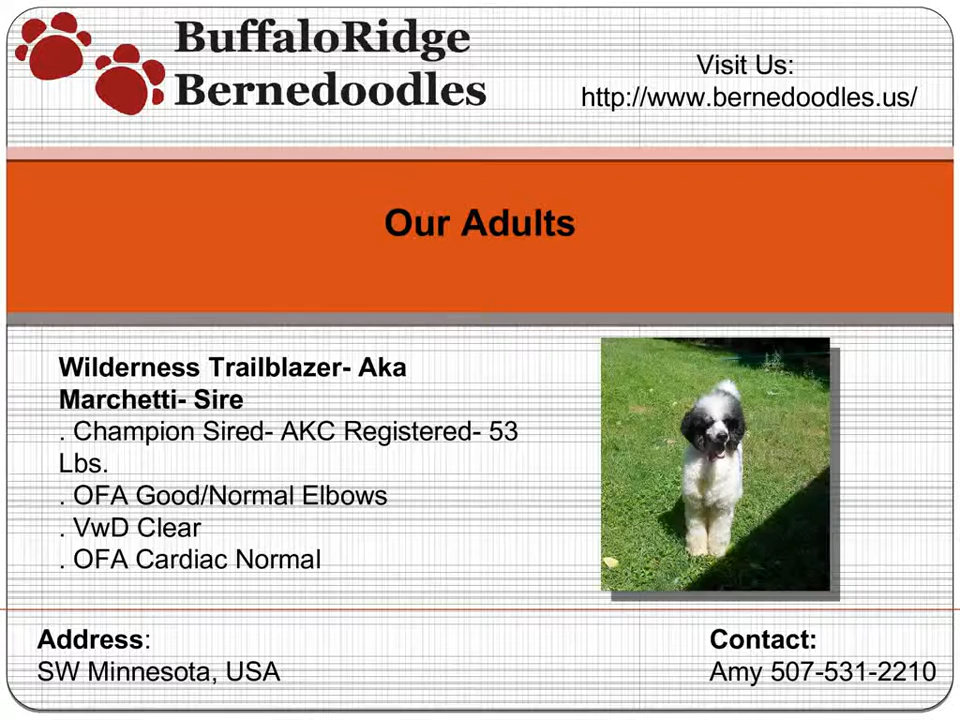 BuffaloRidge
Bernedoodles
Visit Us:
http://www.bernedoodles.us/
Our Adults
Wilderness Trailblazer- Aka
Marchetti- Sire
. Champion Sired- AKC Registered- 53
Lbs.
. OFA Good/Normal Elbows
. VwD Clear
. OFA Cardiac Normal
Address:
SW Minnesota, USA
Contact:
Amy 507-531-2210